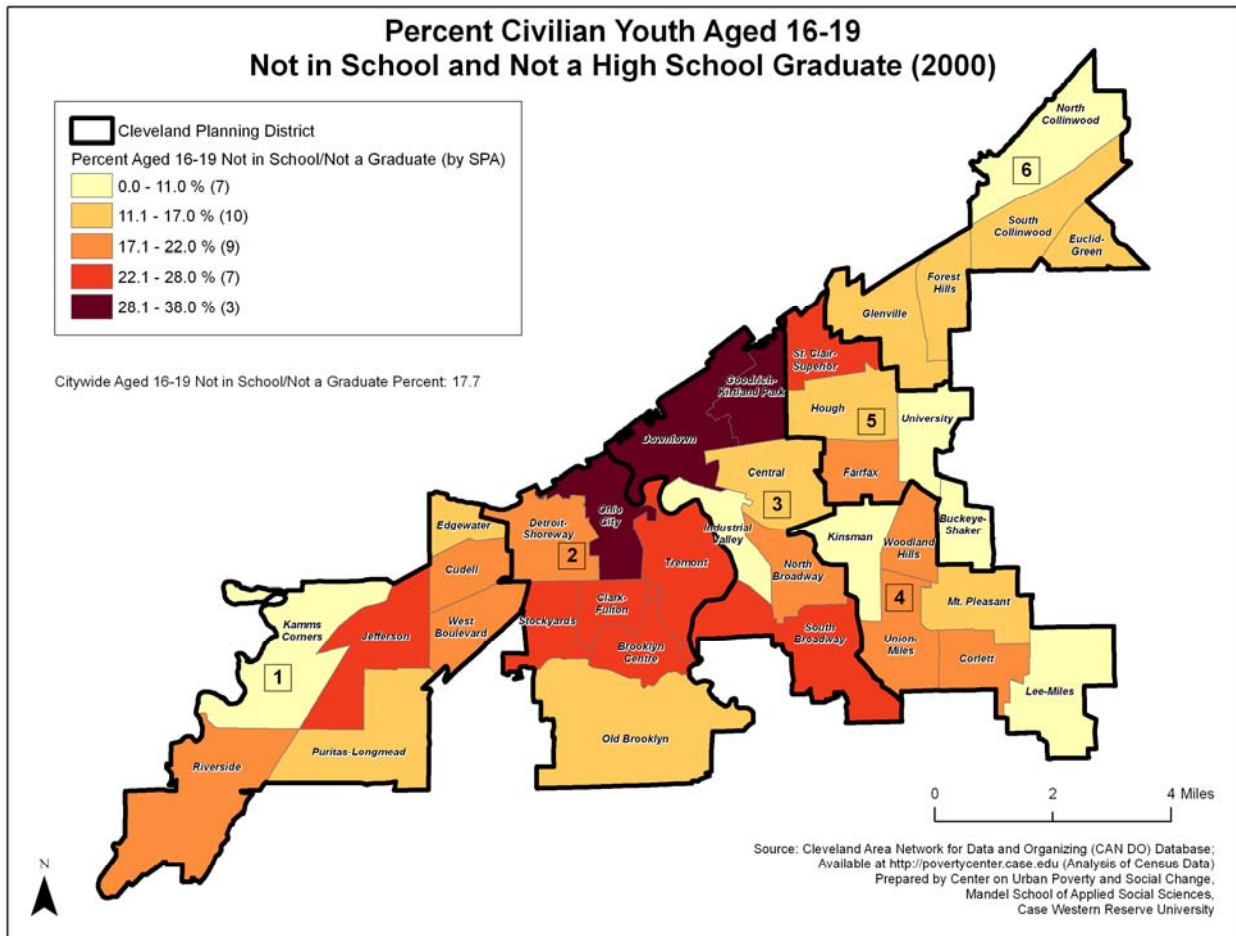 Percent Civilian Youth Aged 16-19
Not in School and Not a High School Graduate (2000)
Cleveland Planning District
Percent Aged 16-19 Not in School/Not a Graduate (by SPA)
0.0 - 11.0 % (7)
11.1 - 17.0 % (10)
17.1 - 22.0 % (9)
22.1 - 28.0 % (7)
28.1 - 38.0 % (3)
Citywide Aged 16-19 Not in School/Not a Graduate Percent: 17.7
North
Collinwood
6
South
Collinwood
Euclid-
Green
Forest
Hills
Glenville
St. Clair-
Superior
Goodrich-
Kirtland Park
Hough
5
University
Downtown
Central
3
Fairfax
Edgewater
Detroit-
Shoreway
2
Ohio
City
Industrial
Valley
Kinsman
Woodland
Hills
Buckeye-
Shaker
Cudell
Tremont
North
Broadway
4
Mt. Pleasant
Kamms
Corners
1
Jefferson
West
Boulevard
Stockyards
Clark-
Fulton
Brooklyn
Centre
South
Broadway
Union-
Miles
Corlett
Lee-Miles
Riverside
Puritas-Longmead
Old Brooklyn
0 2 4 Miles
N
Source: Cleveland Area Network for Data and Organizing (CAN DO) Database;
Available at http://povertycenter.case.edu (Analysis of Census Data)
Prepared by Center on Urban Poverty and Social Change,
Mandel School of Applied Social Sciences,
Case Western Reserve University